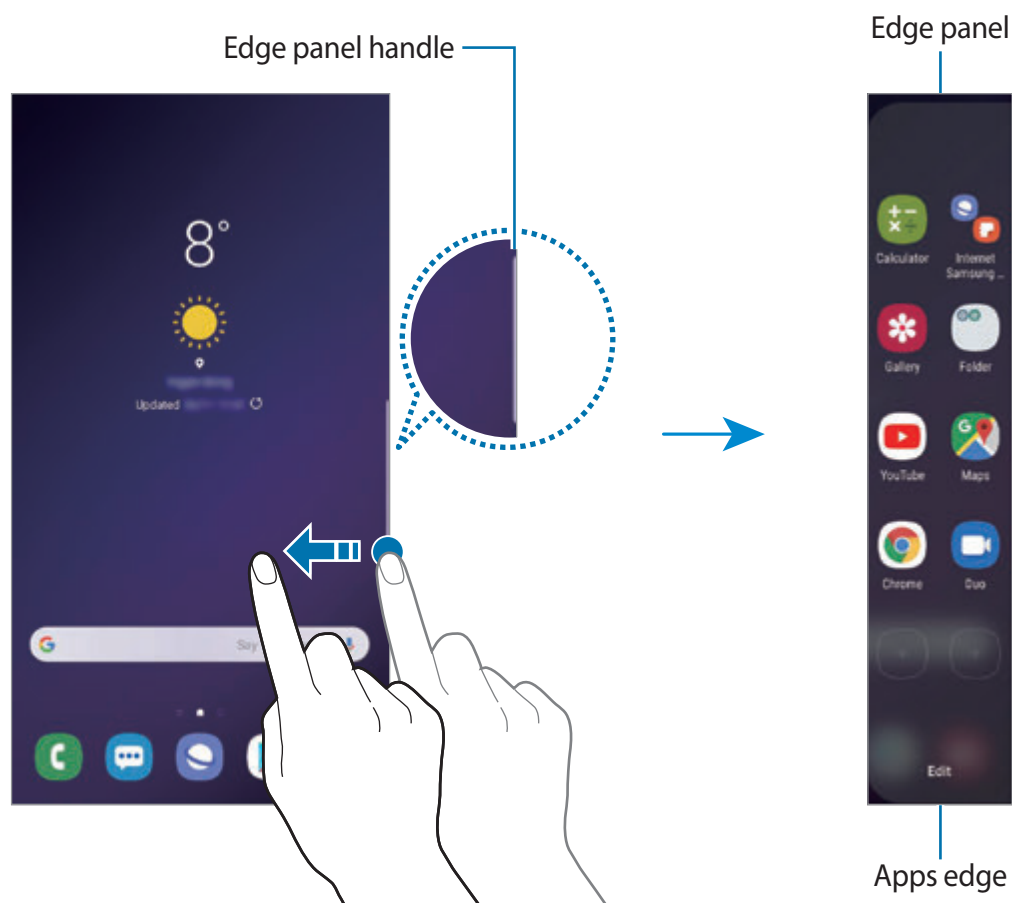 Edge panel handle
Edge panel
8°
Updated
Say
G
Calculator
Internet
Samsung ...
Gallery
Folder
YouTube
Maps
Chrome
Duo
Edit
Apps edge